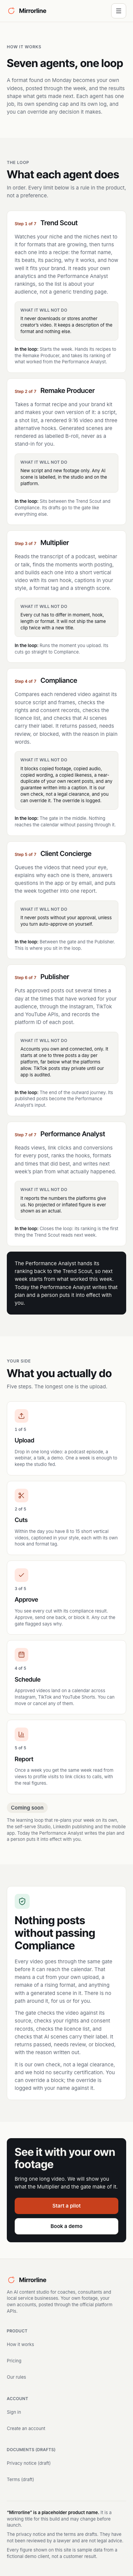 Mirrorline
HOW IT WORKS
Seven agents, one loop
A format found on Monday becomes your own
videos, posted through the week, and the results
shape what gets made next. Each agent has one
job, its own spending cap and its own log, and
you can override any decision it makes.
THE LOOP
What each agent does
In order. Every limit below is a rule in the product,
not a preference.
Step 1 of 7 Trend Scout
Watches your niche and the niches next to
it for formats that are growing, then turns
each one into a recipe: the format name,
its beats, its pacing, why it works, and how
well it fits your brand. It reads your own
analytics and the Performance Analyst
rankings, so the ideas come from your
audience, not a generic trending page.
WHAT IT WILL NOT DO
It never downloads or stores another
creator's video. It keeps a description of the
format and nothing else.
In the loop: Starts the week. Hands its recipes to
the Remake Producer, and takes its ranking of
what worked from the Performance Analyst.
Step 2 of 7 Remake Producer
Takes a format recipe and your brand kit
and makes your own version of it: a script,
a shot list, a rendered 9:16 video and three
alternative hooks. Generated scenes are
rendered as labelled B-roll, never as a
stand-in for you.
WHAT IT WILL NOT DO
New script and new footage only. Any AI
scene is labelled, in the studio and on the
platform.
In the loop: Sits between the Trend Scout and
Compliance. Its drafts go to the gate like
everything else.
Step 3 of 7 Multiplier
Reads the transcript of a podcast, webinar
or talk, finds the moments worth posting,
and builds each one into a short vertical
video with its own hook, captions in your
style, a format tag and a strength score.
WHAT IT WILL NOT DO
Every cut has to differ in moment, hook,
length or format. It will not ship the same
clip twice with a new title.
In the loop: Runs the moment you upload. Its
cuts go straight to Compliance.
Step 4 of 7 Compliance
Compares each rendered video against its
source script and frames, checks the
rights and consent records, checks the
licence list, and checks that AI scenes
carry their label. It returns passed, needs
review, or blocked, with the reason in plain
words.
WHAT IT WILL NOT DO
It blocks copied footage, copied audio,
copied wording, a copied likeness, a near-
duplicate of your own recent posts, and any
guarantee written into a caption. It is our
own check, not a legal clearance, and you
can override it. The override is logged.
In the loop: The gate in the middle. Nothing
reaches the calendar without passing through it.
Step 5 of 7 Client Concierge
Queues the videos that need your eye,
explains why each one is there, answers
questions in the app or by email, and puts
the week together into one report.
WHAT IT WILL NOT DO
It never posts without your approval, unless
you turn auto-approve on yourself.
In the loop: Between the gate and the Publisher.
This is where you sit in the loop.
Step 6 of 7 Publisher
Puts approved posts out several times a
day at the times that have worked for your
audience, through the Instagram, TikTok
and YouTube APIs, and records the
platform ID of each post.
WHAT IT WILL NOT DO
Accounts you own and connected, only. It
starts at one to three posts a day per
platform, far below what the platforms
allow. TikTok posts stay private until our
app is audited.
In the loop: The end of the outward journey. Its
published posts become the Performance
Analyst's input.
Step 7 of 7 Performance Analyst
Reads views, link clicks and conversions
for every post, ranks the hooks, formats
and times that did best, and writes next
week's plan from what actually happened.
WHAT IT WILL NOT DO
It reports the numbers the platforms give
us. No projected or inflated figure is ever
shown as an actual.
In the loop: Closes the loop: its ranking is the first
thing the Trend Scout reads next week.
The Performance Analyst hands its
ranking back to the Trend Scout, so next
week starts from what worked this week.
Today the Performance Analyst writes that
plan and a person puts it into effect with
you.
YOUR SIDE
What you actually do
Five steps. The longest one is the upload.
1 of 5
Upload
Drop in one long video: a podcast episode, a
webinar, a talk, a demo. One a week is enough to
keep the studio fed.
2 of 5
Cuts
Within the day you have 6 to 15 short vertical
videos, captioned in your style, each with its own
hook and format tag.
3 of 5
Approve
You see every cut with its compliance result.
Approve, send one back, or block it. Any cut the
gate flagged says why.
4 of 5
Schedule
Approved videos land on a calendar across
Instagram, TikTok and YouTube Shorts. You can
move or cancel any of them.
5 of 5
Report
Once a week you get the same week read from
views to profile visits to link clicks to calls, with
the real figures.
Coming soon
The learning loop that re-plans your week on its own,
the self-serve Studio, LinkedIn publishing and the mobile
app. Today the Performance Analyst writes the plan and
a person puts it into effect with you.
Nothing posts
without passing
Compliance
Every video goes through the same gate
before it can reach the calendar. That
means a cut from your own upload, a
remake of a rising format, and anything
with a generated scene in it. There is no
path around it, for us or for you.
The gate checks the video against its
source, checks your rights and consent
records, checks the licence list, and
checks that AI scenes carry their label. It
returns passed, needs review, or blocked,
with the reason written out.
It is our own check, not a legal clearance,
and we hold no security certification. You
can override a block; the override is
logged with your name against it.
See it with your own
footage
Bring one long video. We will show you
what the Multiplier and the gate make of it.
Start a pilot
Book a demo
Mirrorline
An AI content studio for coaches, consultants and
local service businesses. Your own footage, your
own accounts, posted through the official platform
APIs.
PRODUCT
How it works
Pricing
Our rules
ACCOUNT
Sign in
Create an account
DOCUMENTS (DRAFTS)
Privacy notice (draft)
Terms (draft)
"Mirrorline" is a placeholder product name. It is a
working title for this build and may change before
launch.
The privacy notice and the terms are drafts. They have
not been reviewed by a lawyer and are not legal advice.
Every figure shown on this site is sample data from a
fictional demo client, not a customer result.